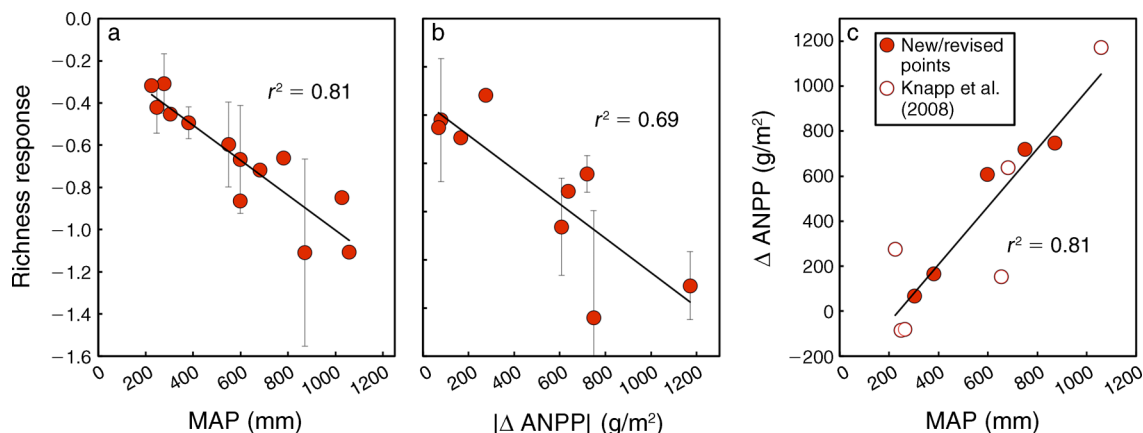 a
r² = 0.81
Richness response
0.0
−0.2
−0.4
−0.6
−0.8
−1.0
−1.2
−1.4
−1.6
0
200
400
600
800
1000
1200
MAP (mm)
b
r² = 0.69
0
200
400
600
800
1000
1200
|Δ ANPP| (g/m²)
c
New/revised
points
Knapp et al.
(2008)
r² = 0.81
Δ ANPP (g/m²)
1200
1000
800
600
400
200
0
−200
0
200
400
600
800
1000
1200
MAP (mm)